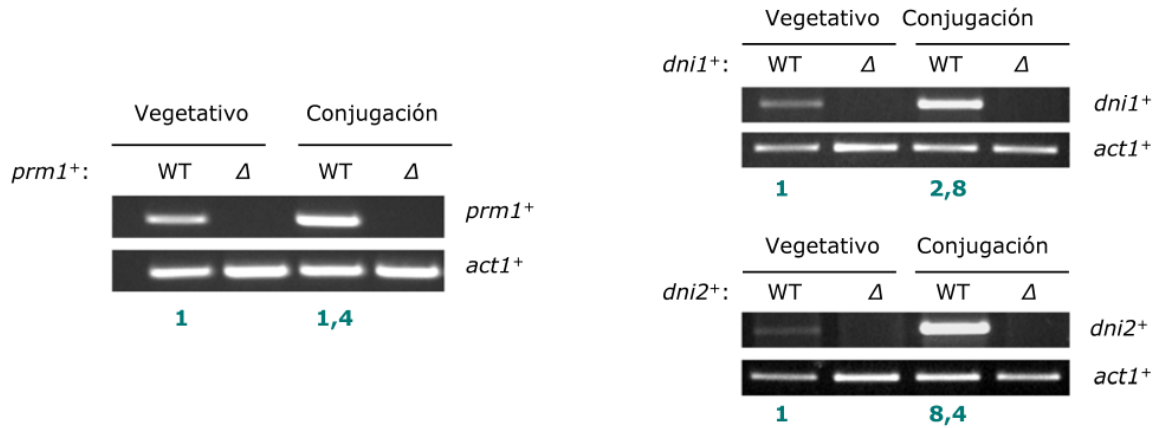 Vegetativo Conjugación
prm1⁺: WT Δ WT Δ
prm1⁺
act1⁺
1 1,4
Vegetativo Conjugación
dni1⁺: WT Δ WT Δ
dni1⁺
act1⁺
1 2,8
Vegetativo Conjugación
dni2⁺: WT Δ WT Δ
dni2⁺
act1⁺
1 8,4